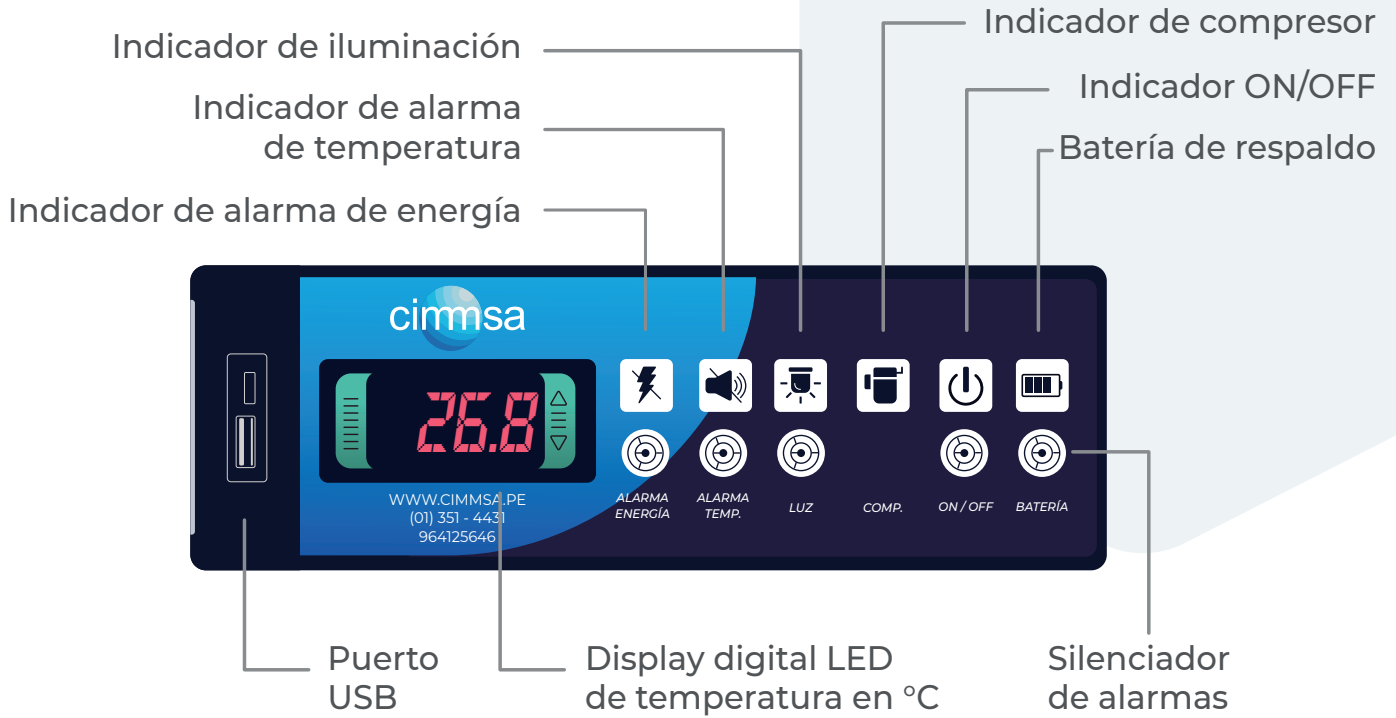 Indicador de compresor
Indicador de iluminación
Indicador ON/OFF
Indicador de alarma
de temperatura
Batería de respaldo
Indicador de alarma de energía
cimmsa
26.8
WWW.CIMMSA.PE
(01) 351 - 4431
964125646
ALARMA
ENERGÍA
ALARMA
TEMP.
LUZ
COMP.
ON / OFF
BATERÍA
Puerto
USB
Display digital LED
de temperatura en °C
Silenciador
de alarmas